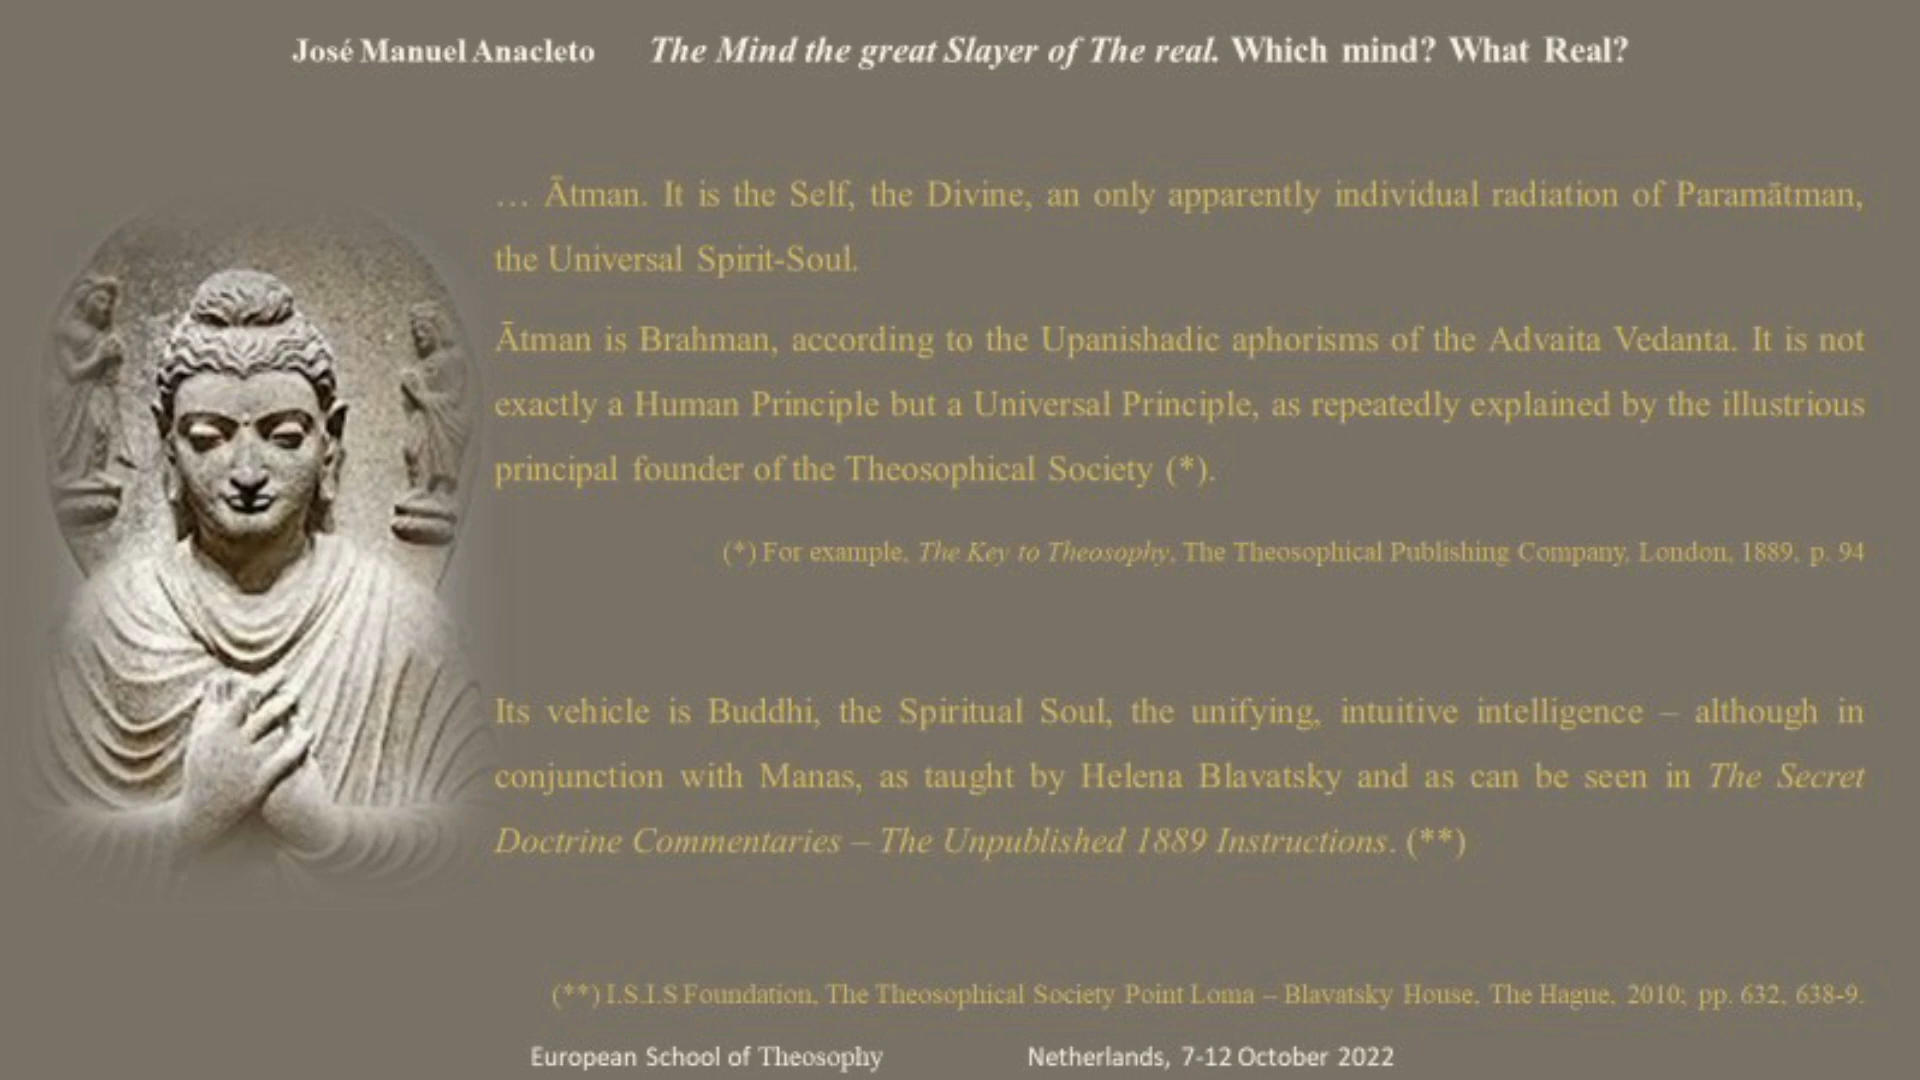 José Manuel Anacleto The Mind the great Slayer of The real. Which mind? What Real?
… Ātman. It is the Self, the Divine, an only apparently individual radiation of Paramātman,
the Universal Spirit-Soul.
Ātman is Brahman, according to the Upanishadic aphorisms of the Advaita Vedanta. It is not
exactly a Human Principle but a Universal Principle, as repeatedly explained by the illustrious
principal founder of the Theosophical Society (*).
(*) For example, The Key to Theosophy, The Theosophical Publishing Company, London, 1889, p. 94
Its vehicle is Buddhi, the Spiritual Soul, the unifying, intuitive intelligence – although in
conjunction with Manas, as taught by Helena Blavatsky and as can be seen in The Secret
Doctrine Commentaries – The Unpublished 1889 Instructions. (**)
(**) I.S.I.S Foundation, The Theosophical Society Point Loma – Blavatsky House, The Hague, 2010; pp. 632, 638-9.
European School of Theosophy Netherlands, 7-12 October 2022